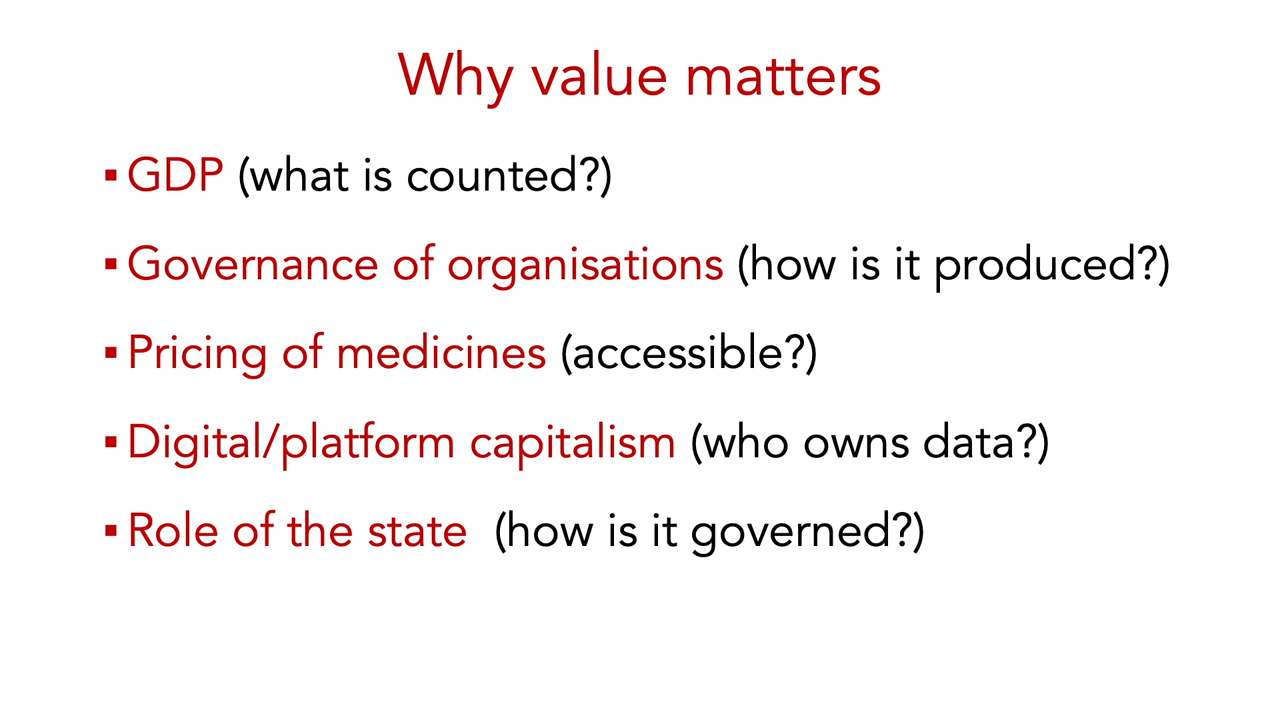 Why value matters
▪ GDP (what is counted?)
▪ Governance of organisations (how is it produced?)
▪ Pricing of medicines (accessible?)
▪ Digital/platform capitalism (who owns data?)
▪ Role of the state (how is it governed?)